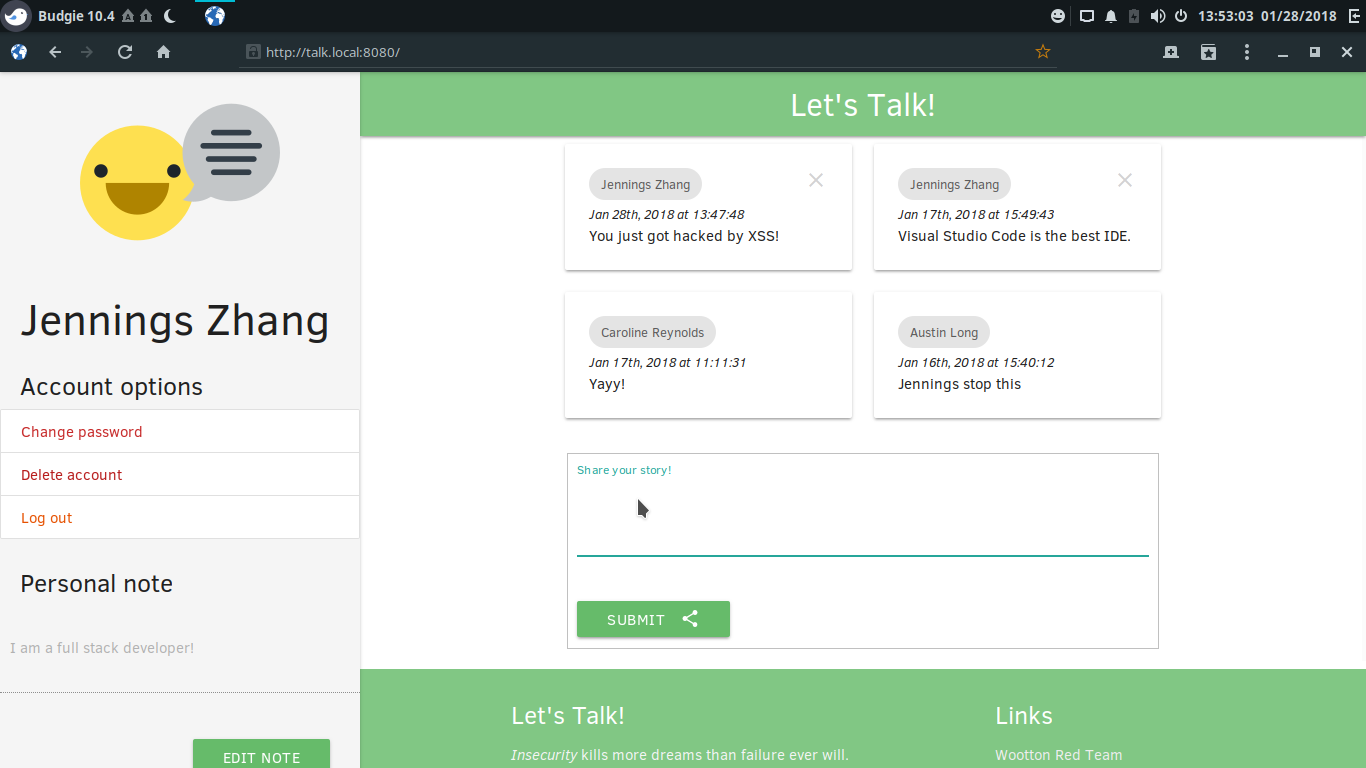 Budgie 10.4
13:53:03 01/28/2018
http://talk.local:8080/
Jennings Zhang
Account options
Change password
Delete account
Log out
Personal note
I am a full stack developer!
EDIT NOTE
Let's Talk!
Jennings Zhang
Jan 28th, 2018 at 13:47:48
You just got hacked by XSS!
Jennings Zhang
Jan 17th, 2018 at 15:49:43
Visual Studio Code is the best IDE.
Caroline Reynolds
Jan 17th, 2018 at 11:11:31
Yayy!
Austin Long
Jan 16th, 2018 at 15:40:12
Jennings stop this
Share your story!
SUBMIT
Let's Talk!
Insecurity kills more dreams than failure ever will.
Links
Wootton Red Team